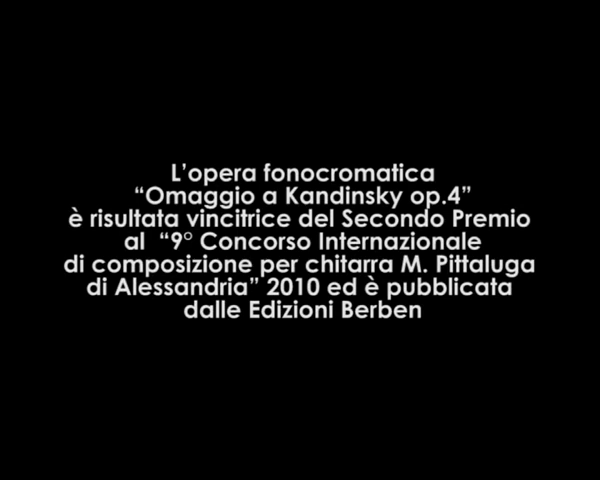 L’opera fonocromatica
“Omaggio a Kandinsky op.4”
è risultata vincitrice del Secondo Premio
al “9° Concorso Internazionale
di composizione per chitarra M. Pittaluga
di Alessandria” 2010 ed è pubblicata
dalle Edizioni Berben